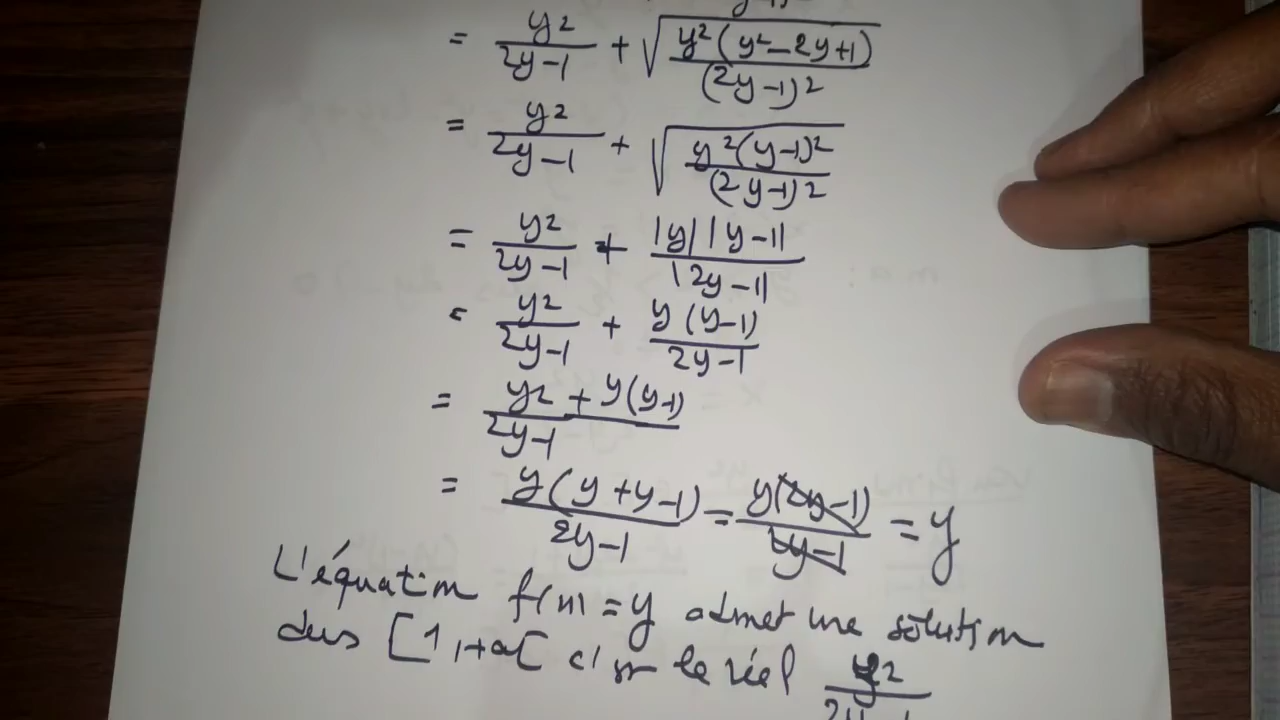 = y²/(2y-1) + √(y²(y²-2y+1)/(2y-1)²)
= y²/(2y-1) + √(y²(y-1)²/(2y-1)²)
= y²/(2y-1) + |y||y-1|/|2y-1|
= y²/(2y-1) + y(y-1)/(2y-1)
= (y² + y(y-1))/(2y-1)
= y(y+y-1)/(2y-1) = y(2y-1)/(2y-1) = y
L'équation f(x) = y admet une solution
dans [1,+∞[ c'est le réel y²/